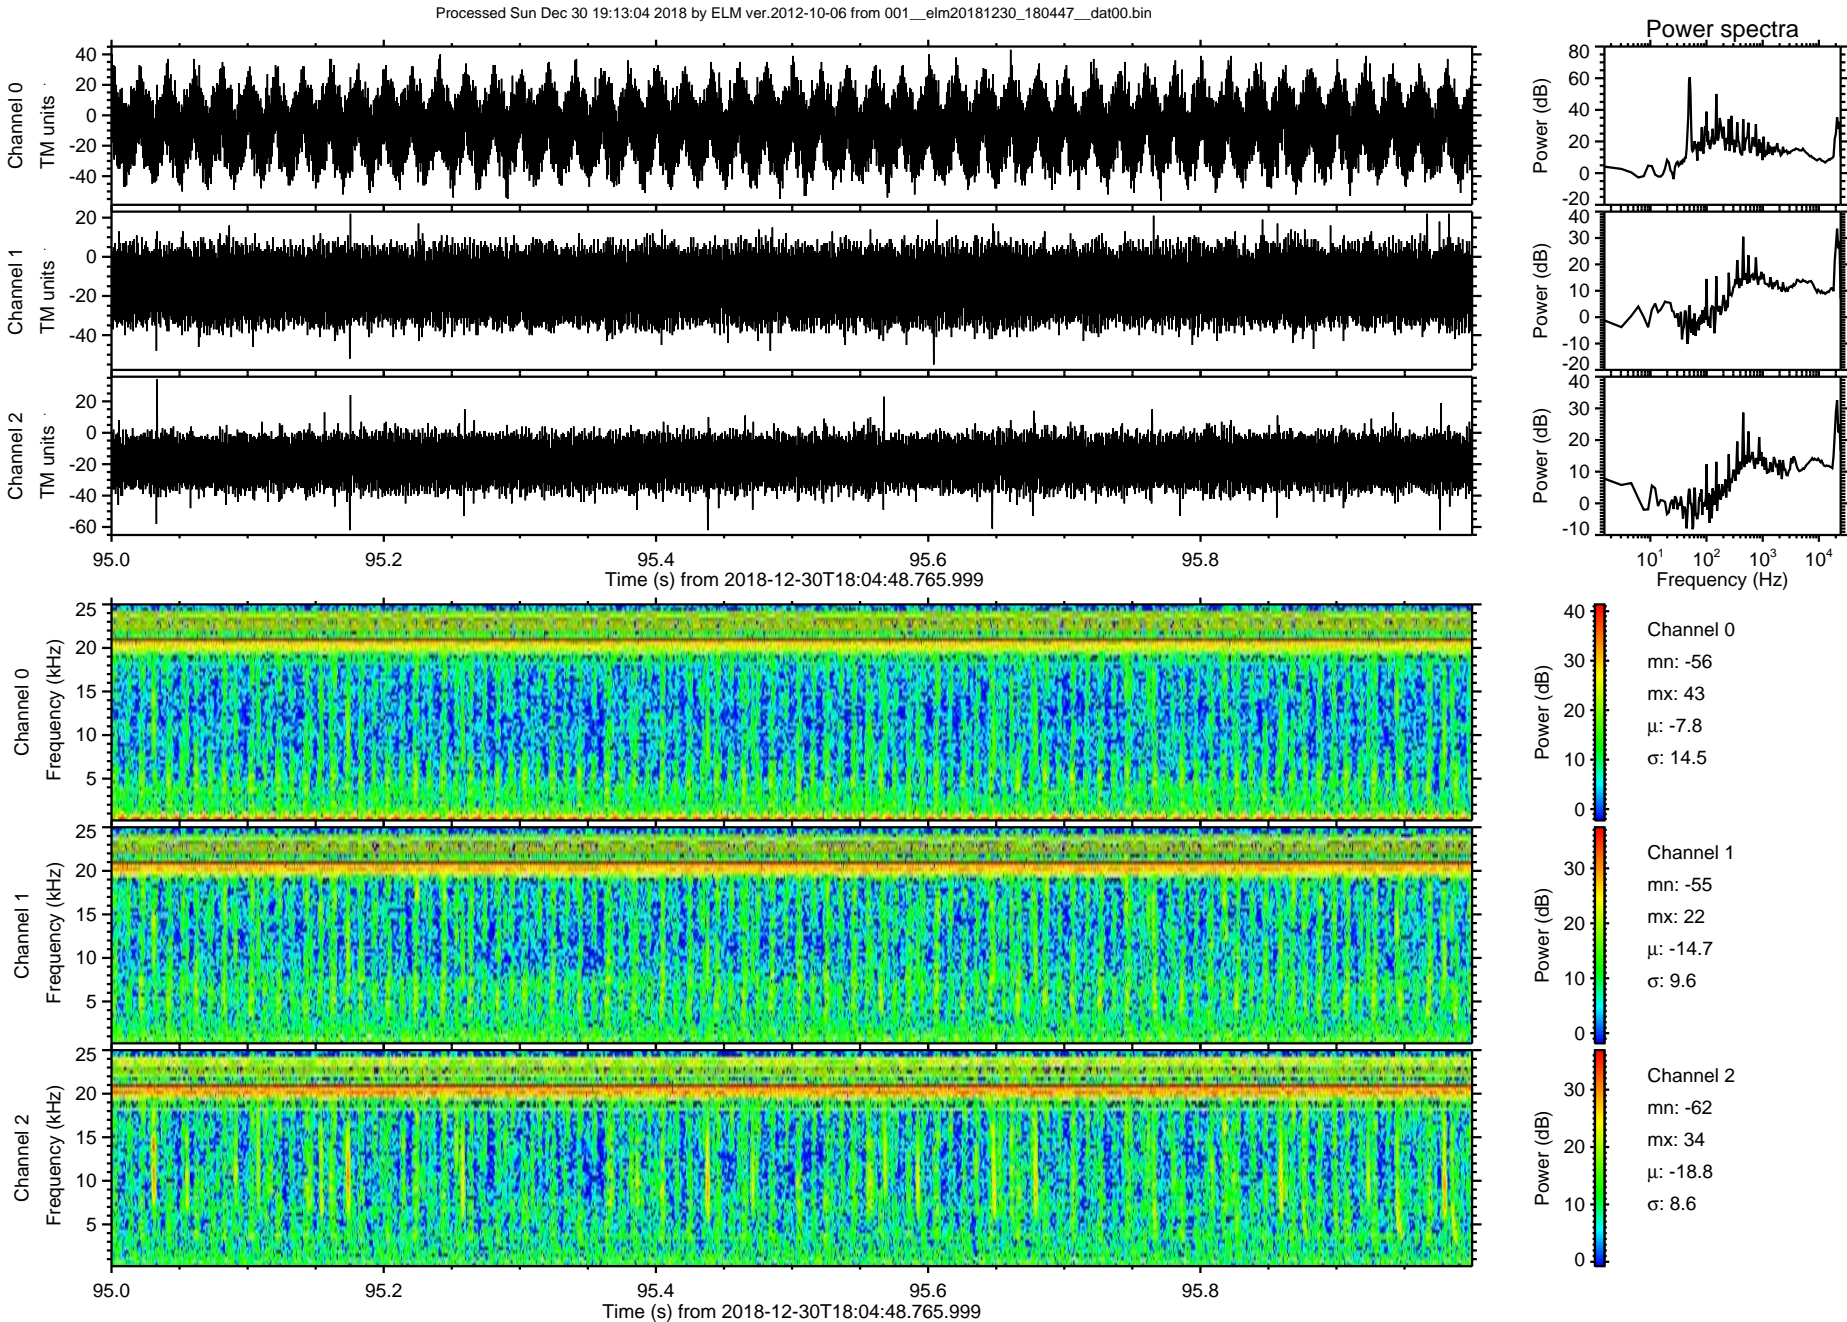 Processed Sun Dec 30 19:13:04 2018 by ELM ver.2012-10-06 from 001__elm20181230_180447__dat00.bin
Power spectra
Channel 0
TM units
40
20
0
-20
-40
Power (dB)
80
60
40
20
0
-20
Channel 1
TM units
20
0
-20
-40
Power (dB)
40
30
20
10
0
-10
-20
Channel 2
TM units
20
0
-20
-40
-60
Power (dB)
40
30
20
10
0
-10
95.0 95.2 95.4 95.6 95.8
Time (s) from 2018-12-30T18:04:48.765.999
10^1 10^2 10^3 10^4
Frequency (Hz)
Channel 0
Frequency (kHz)
25
20
15
10
5
Power (dB)
40
30
20
10
0
Channel 0
mn: -56
mx: 43
μ: -7.8
σ: 14.5
Channel 1
Frequency (kHz)
25
20
15
10
5
Power (dB)
30
20
10
0
Channel 1
mn: -55
mx: 22
μ: -14.7
σ: 9.6
Channel 2
Frequency (kHz)
25
20
15
10
5
Power (dB)
30
20
10
0
Channel 2
mn: -62
mx: 34
μ: -18.8
σ: 8.6
95.0 95.2 95.4 95.6 95.8
Time (s) from 2018-12-30T18:04:48.765.999